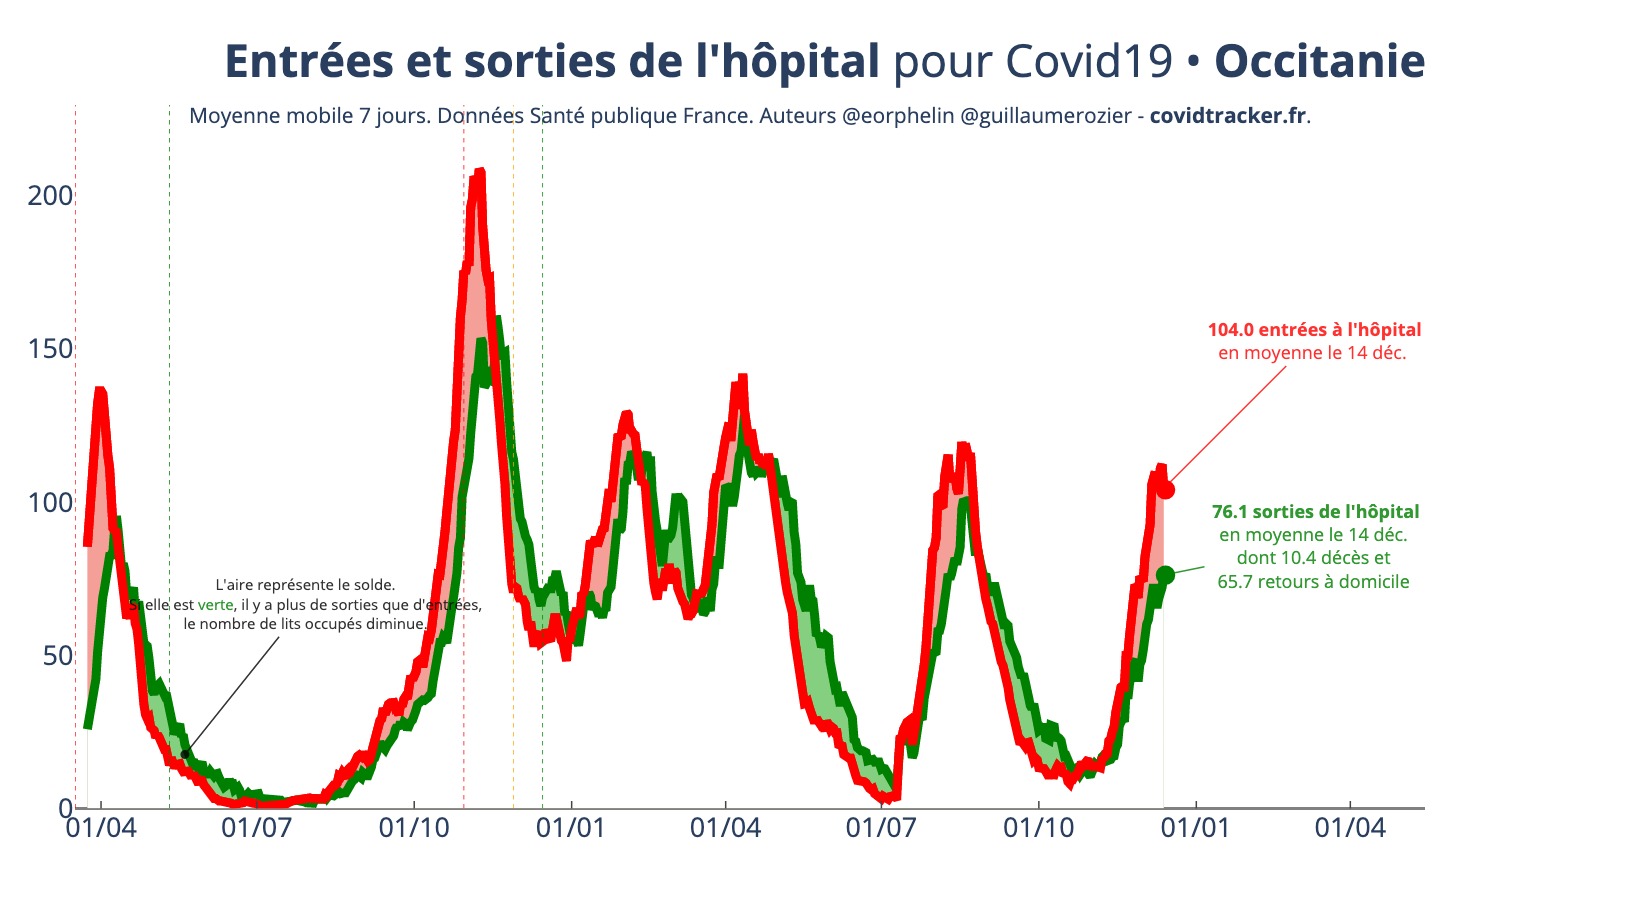 Entrées et sorties de l'hôpital pour Covid19 • Occitanie
Moyenne mobile 7 jours. Données Santé publique France. Auteurs @eorphelin @guillaumerozier - covidtracker.fr.
200
150
100
50
0
104.0 entrées à l'hôpital
en moyenne le 14 déc.
76.1 sorties de l'hôpital
en moyenne le 14 déc.
dont 10.4 décès et
65.7 retours à domicile
L'aire représente le solde.
Si elle est verte, il y a plus de sorties que d'entrées,
le nombre de lits occupés diminue.
01/04 01/07 01/10 01/01 01/04 01/07 01/10 01/01 01/04